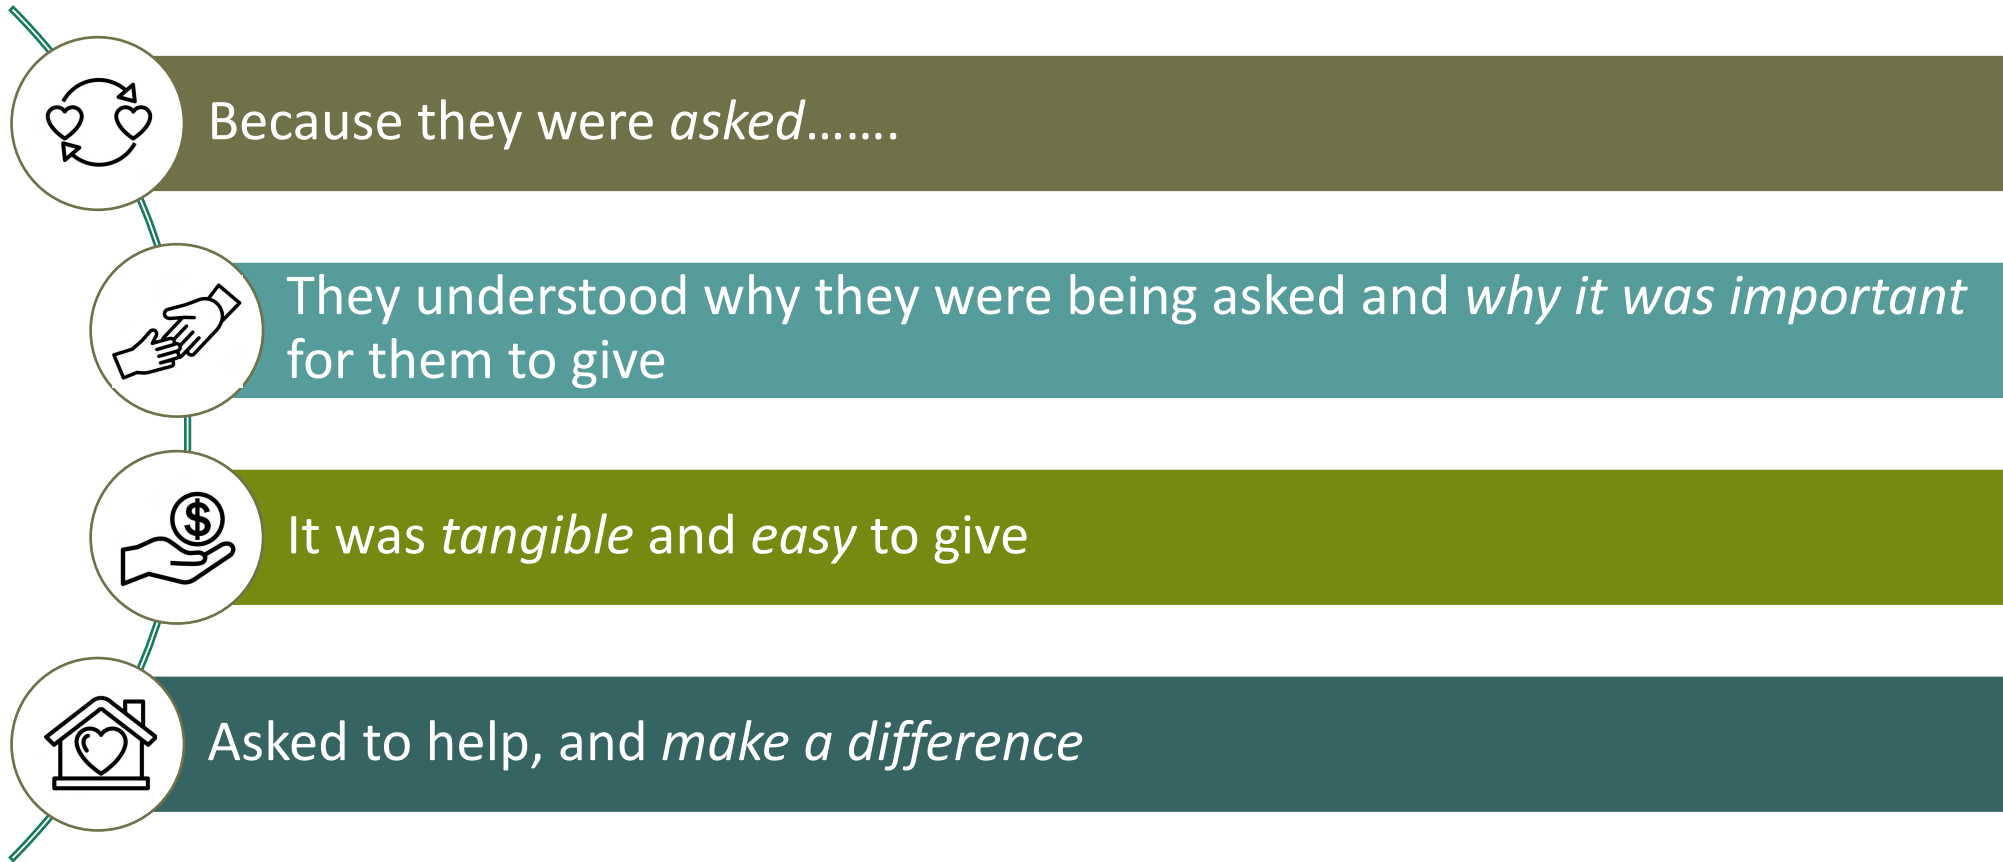 Because they were asked…….
They understood why they were being asked and why it was important
for them to give
$
It was tangible and easy to give
Asked to help, and make a difference